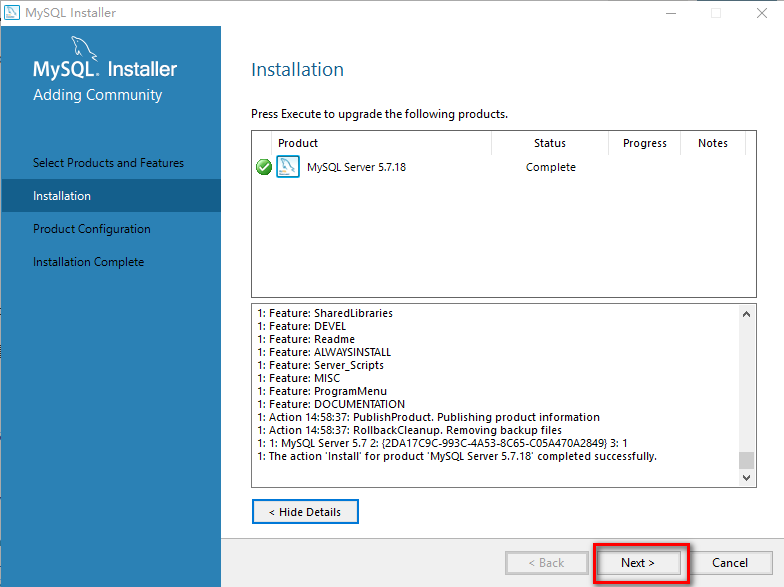 MySQL Installer
MySQL. Installer
Adding Community
Select Products and Features
Installation
Product Configuration
Installation Complete
Installation
Press Execute to upgrade the following products.
Product Status Progress Notes
MySQL Server 5.7.18 Complete
1: Feature: SharedLibraries
1: Feature: DEVEL
1: Feature: Readme
1: Feature: ALWAYSINSTALL
1: Feature: Server_Scripts
1: Feature: MISC
1: Feature: ProgramMenu
1: Feature: DOCUMENTATION
1: Action 14:58:37: PublishProduct. Publishing product information
1: Action 14:58:37: RollbackCleanup. Removing backup files
1: 1: MySQL Server 5.7 2: {2DA17C9C-993C-4A53-8C65-C05A470A2849} 3: 1
1: The action 'Install' for product 'MySQL Server 5.7.18' completed successfully.
< Hide Details
< Back Next > Cancel